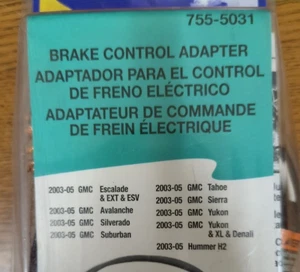 755-5031
BRAKE CONTROL ADAPTER
ADAPTADOR PARA EL CONTROL
DE FRENO ELÉCTRICO
ADAPTATEUR DE COMMANDE
DE FREIN ÉLECTRIQUE
2003-05 GMC Escalade
& EXT & ESV
2003-05 GMC Avalanche
2003-05 GMC Silverado
2003-05 GMC Suburban
2003-05 GMC Tahoe
2003-05 GMC Sierra
2003-05 GMC Yukon
2003-05 GMC Yukon
& XL & Denali
2003-05 Hummer H2